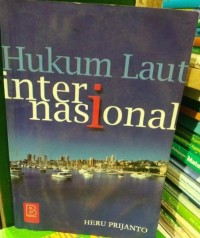 Hukum Laut
inter
nasional
HERU PRIJANTO